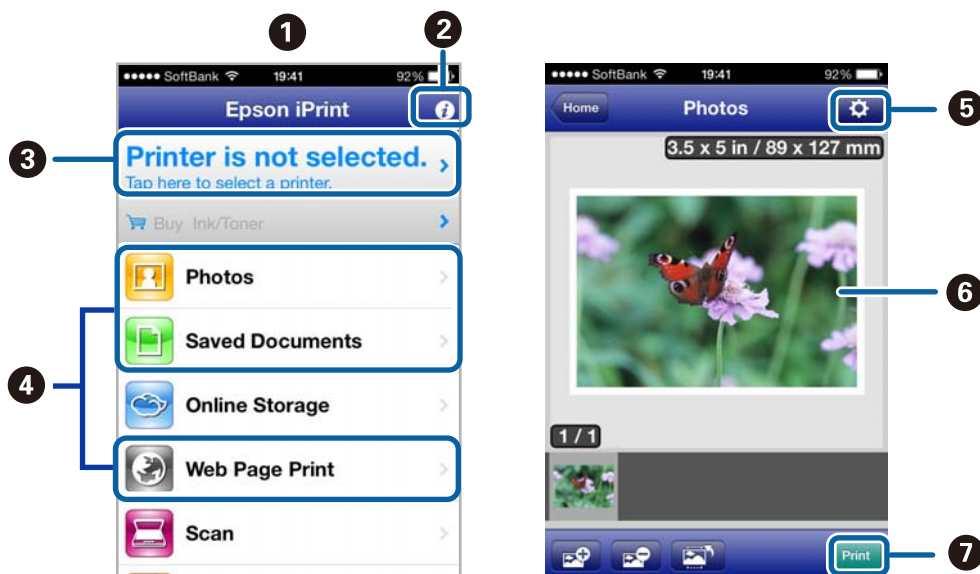 1
2
●●●●● SoftBank 19:41 92%
Epson iPrint
3
Printer is not selected.
Tap here to select a printer.
Buy Ink/Toner
4
Photos
Saved Documents
Online Storage
Web Page Print
Scan
●●●●● SoftBank 19:41 92%
Home Photos
5
3.5 x 5 in / 89 x 127 mm
6
1 / 1
Print
7